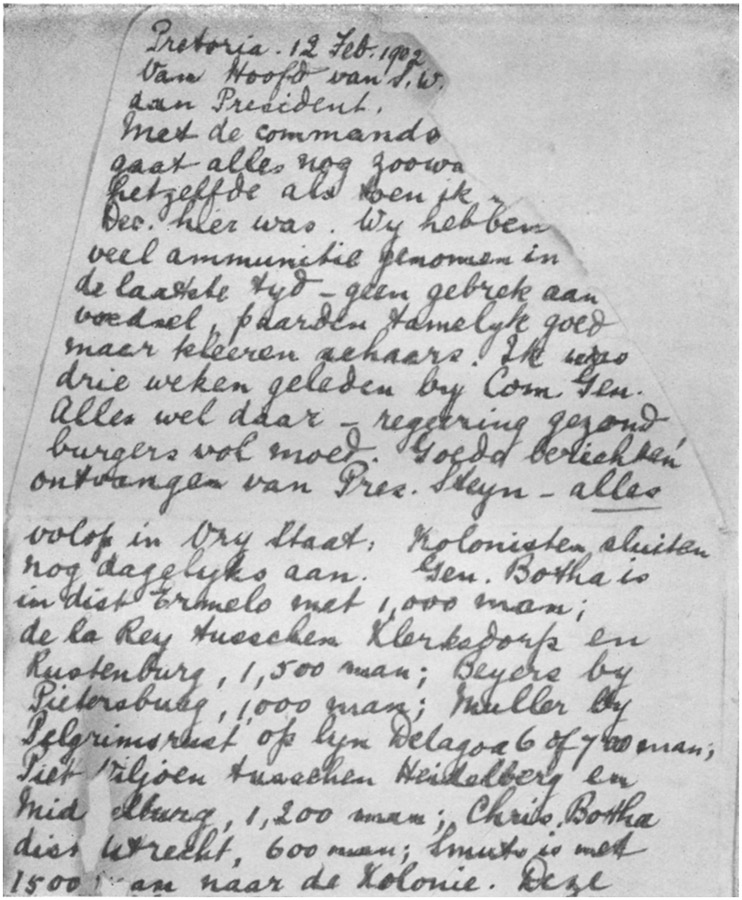 Pretoria. 12 Feb. 1902
Van Hoofd van S.W.
aan President.
Met de commando
gaat alles nog zoowa
hetzelfde als toen ik
Dec. hier was. Wy hebben
veel ammunitie genomen in
de laatste tyd – geen gebrek aan
voedsel, paarden tamelyk goed
maar kleeren schaars. Ik was
drie weken geleden by Com. Gen.
Alles wel daar – regeering gezond,
burgers vol moed. Goede berichten
ontvangen van Pres. Steyn – alles
volop in Vry Staat. Kolonisten sluiten
nog dagelyks aan. Gen. Botha is
in dist Ermelo met 1,000 man;
de la Rey tusschen Klerksdorp en
Rustenburg, 1,500 man; Beyers by
Pietersburg, 1,000 man; Muller by
Pelgrimsrust op lyn Delagoa 6 of 700 man;
Piet Viljoen tusschen Heidelberg en
Mid elburg, 1,200 man; Chris. Botha
dist Utrecht, 600 man; Smuts is met
1500 an naar de Kolonie. Deze